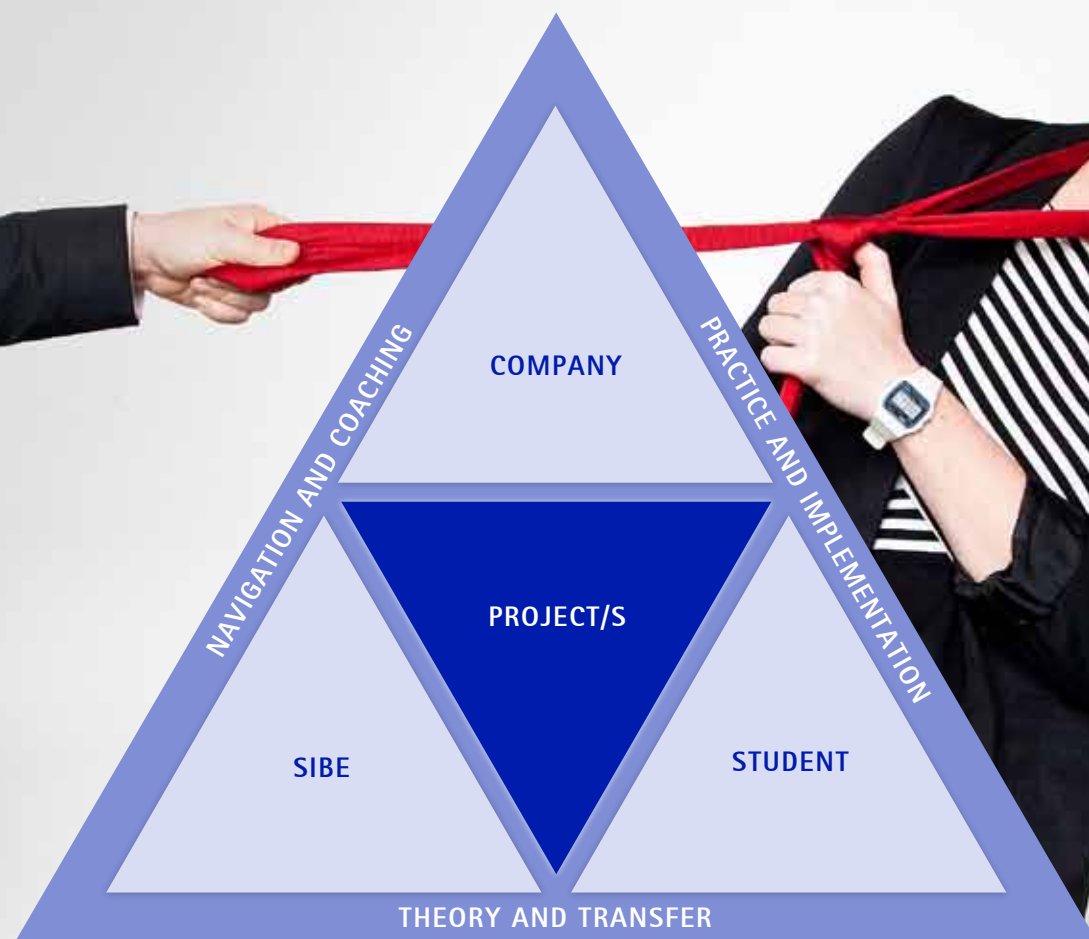 COMPANY
NAVIGATION AND COACHING
PRACTICE AND IMPLEMENTATION
PROJECT/S
SIBE
STUDENT
THEORY AND TRANSFER